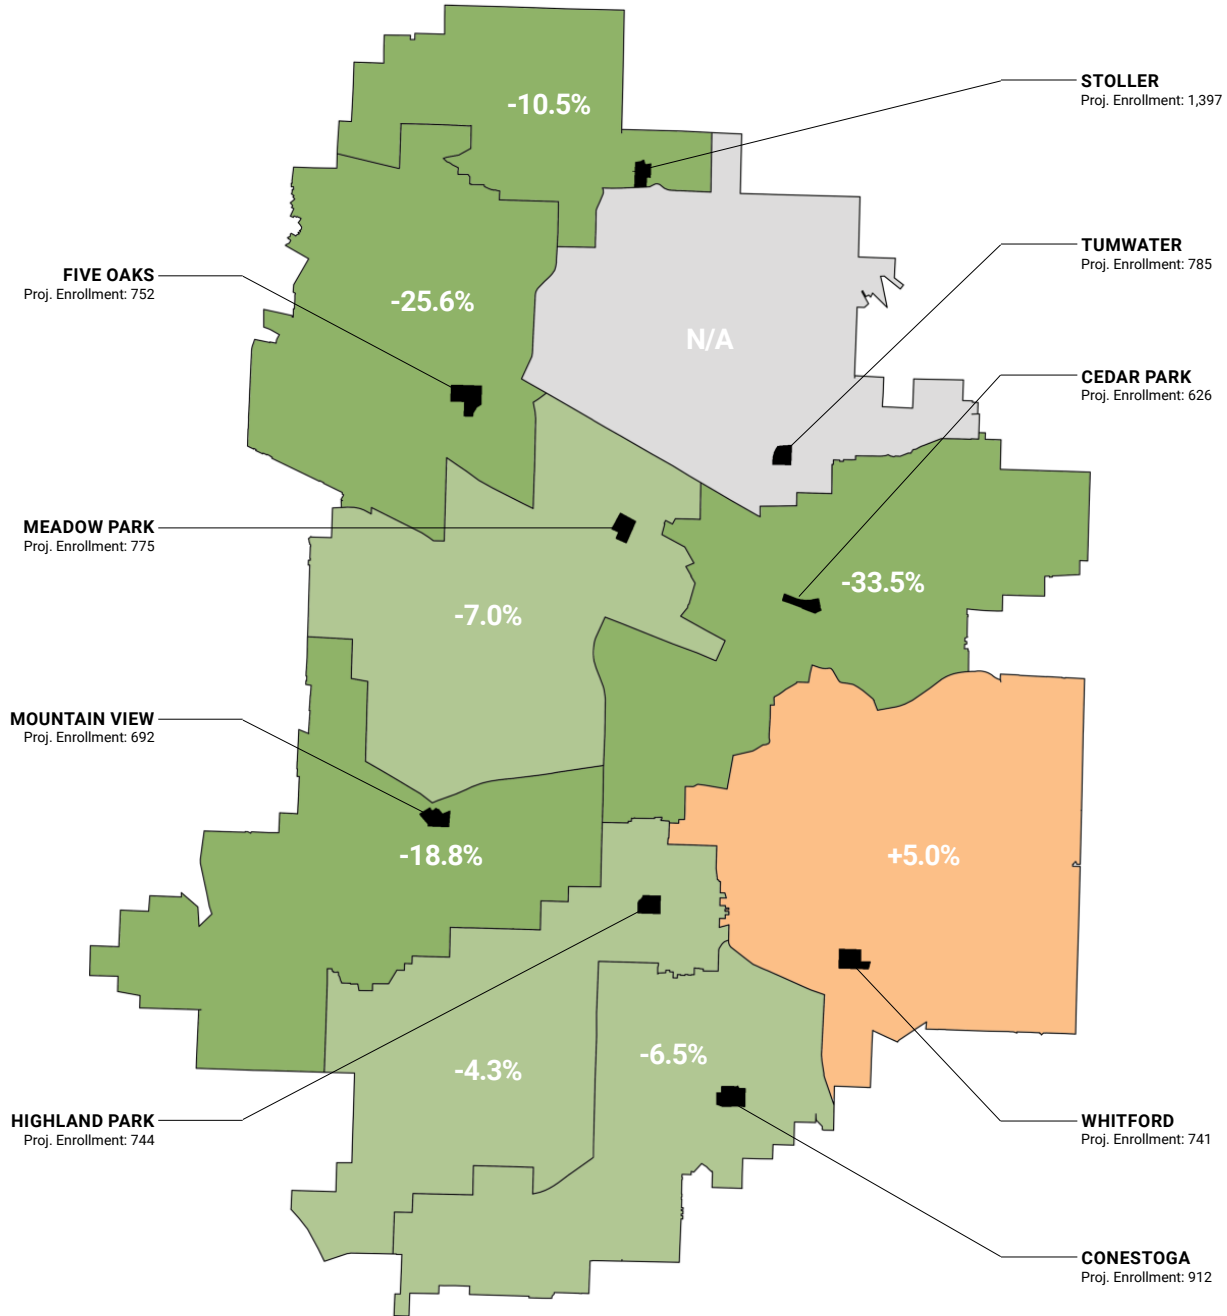 -10.5%
STOLLER
Proj. Enrollment: 1,397
TUMWATER
Proj. Enrollment: 785
FIVE OAKS
Proj. Enrollment: 752
-25.6%
N/A
CEDAR PARK
Proj. Enrollment: 626
MEADOW PARK
Proj. Enrollment: 775
-33.5%
-7.0%
MOUNTAIN VIEW
Proj. Enrollment: 692
-18.8%
+5.0%
-4.3%
-6.5%
HIGHLAND PARK
Proj. Enrollment: 744
WHITFORD
Proj. Enrollment: 741
CONESTOGA
Proj. Enrollment: 912